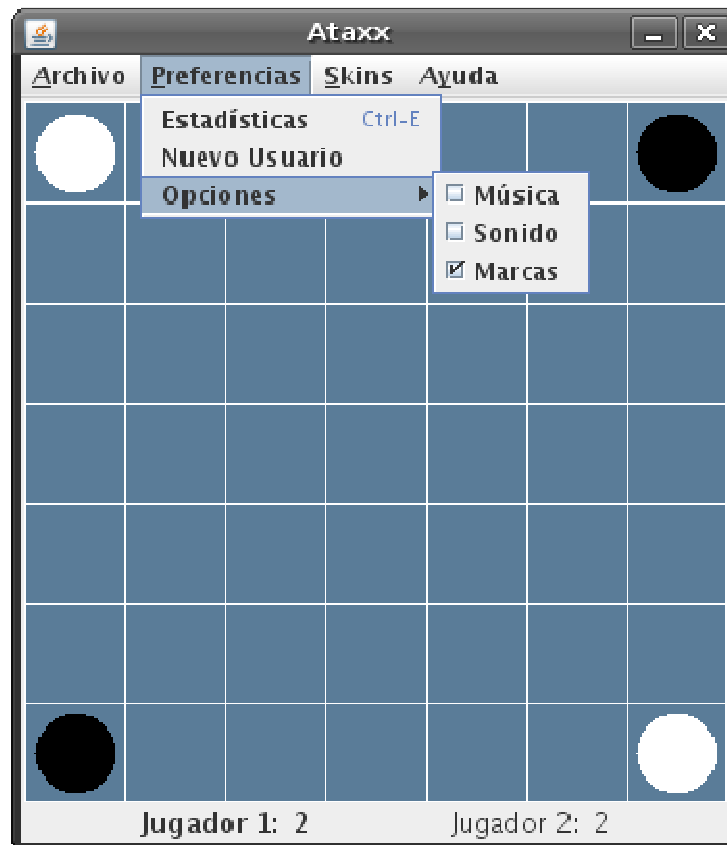 Ataxx
Archivo Preferencias Skins Ayuda
Estadísticas Ctrl-E
Nuevo Usuario
Opciones
Música
Sonido
Marcas
Jugador 1: 2 Jugador 2: 2